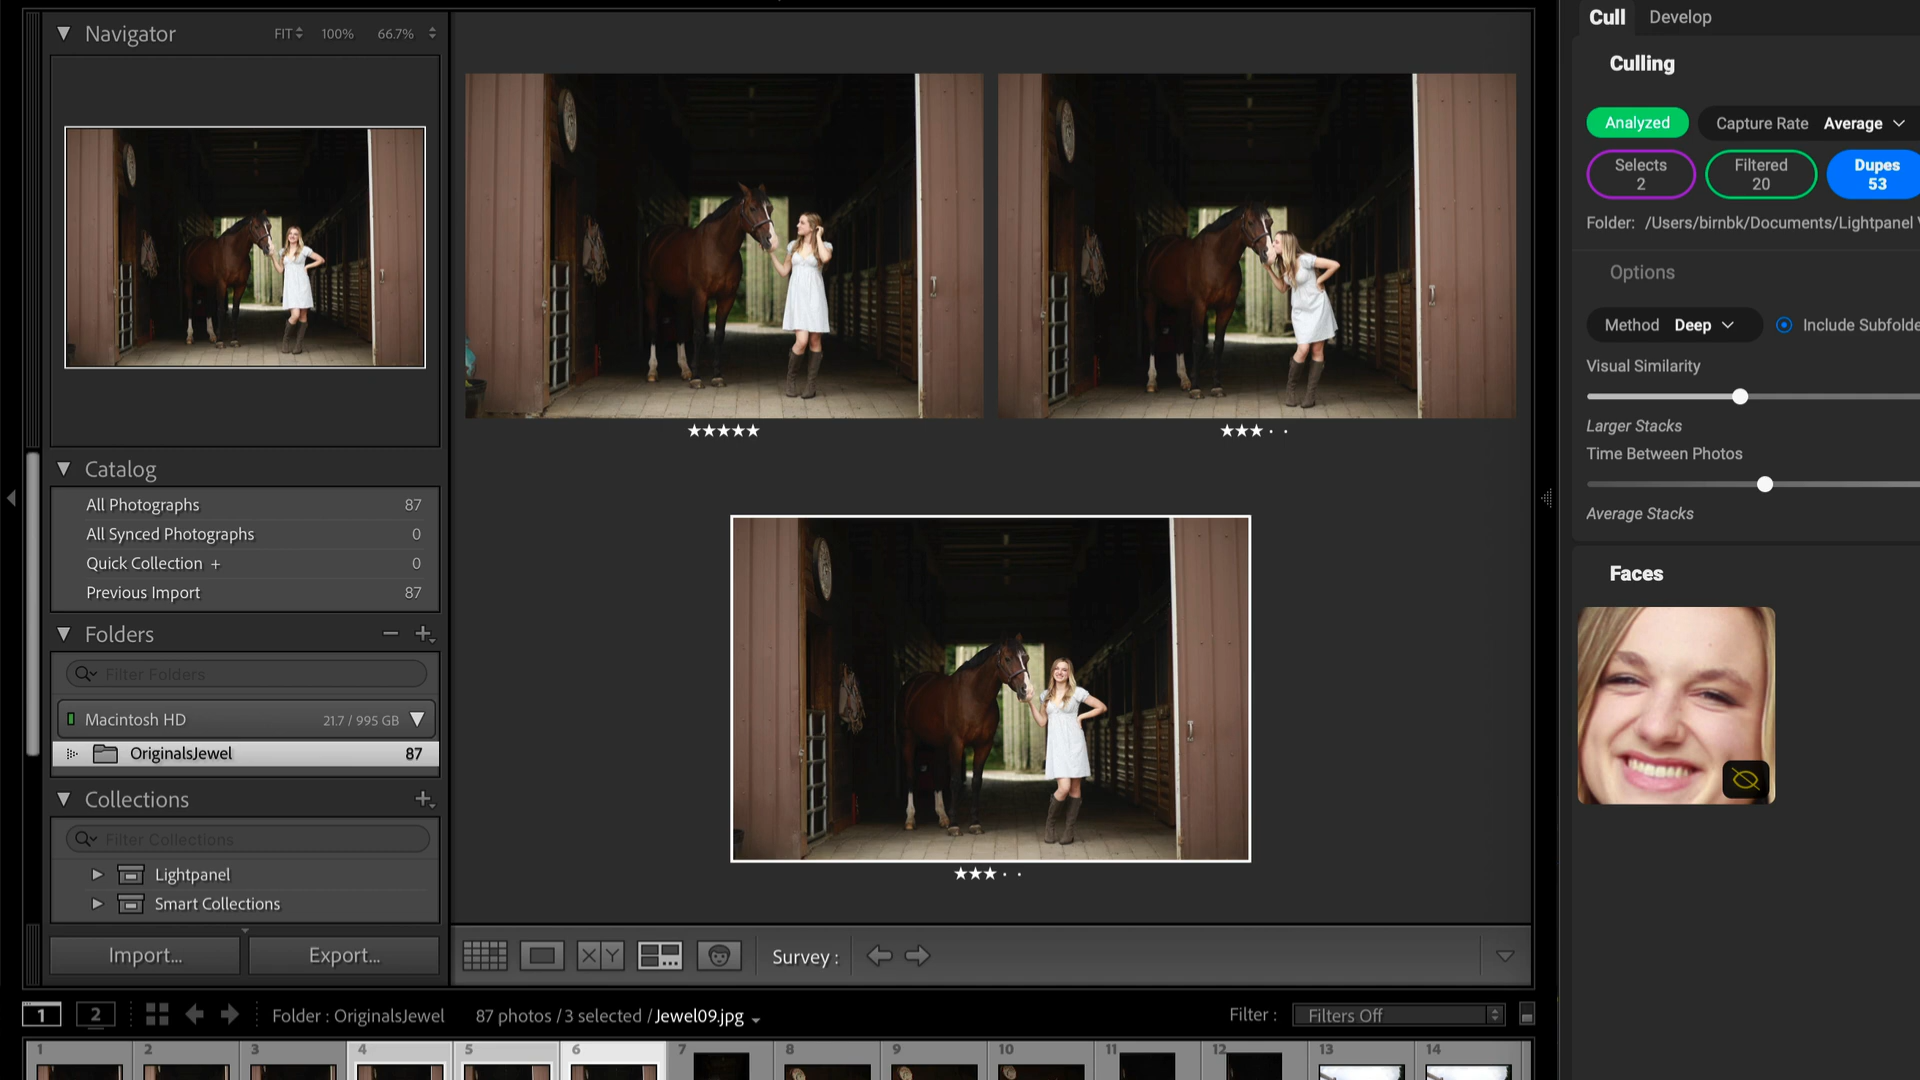 Navigator
FIT
100%
66.7%
Catalog
All Photographs 87
All Synced Photographs 0
Quick Collection + 0
Previous Import 87
Folders
Filter Folders
Macintosh HD 21.7 / 995 GB
OriginalsJewel 87
Collections
Filter Collections
Lightpanel
Smart Collections
Import... Export...
XY
Survey :
1 2
Folder : OriginalsJewel 87 photos / 3 selected / Jewel09.jpg
Filter : Filters Off
1 2 3 4 5 6 7 8 9 10 11 12 13 14
Cull Develop
Culling
Analyzed
Capture Rate Average
Selects
2
Filtered
20
Dupes
53
Folder: /Users/birnbk/Documents/Lightpanel
Options
Method Deep
Include Subfolde
Visual Similarity
Larger Stacks
Time Between Photos
Average Stacks
Faces